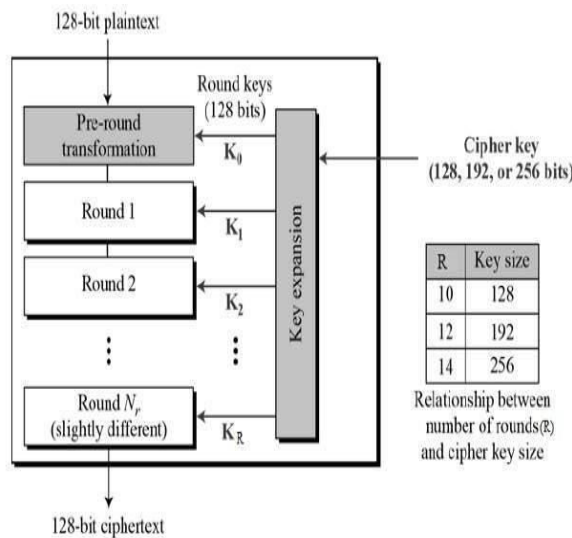 128-bit plaintext
Round keys
(128 bits)
Pre-round
transformation
K0
Cipher key
(128, 192, or 256 bits)
Round 1
K1
Round 2
K2
Key expansion
R Key size
10 128
12 192
14 256
Relationship between
number of rounds(R)
and cipher key size
Round Nr
(slightly different)
KR
128-bit ciphertext